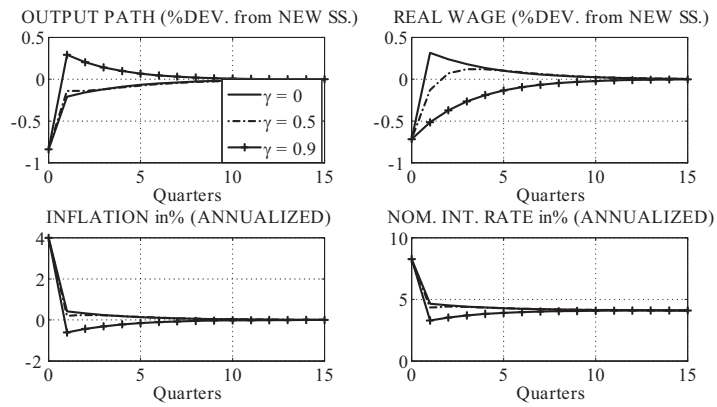 OUTPUT PATH (%DEV. from NEW SS.)
0.5
0
-0.5
-1
0 5 10 15
Quarters
γ = 0
γ = 0.5
γ = 0.9
REAL WAGE (%DEV. from NEW SS.)
0.5
0
-0.5
-1
0 5 10 15
Quarters
INFLATION in% (ANNUALIZED)
4
2
0
-2
0 5 10 15
Quarters
NOM. INT. RATE in% (ANNUALIZED)
10
5
0
0 5 10 15
Quarters